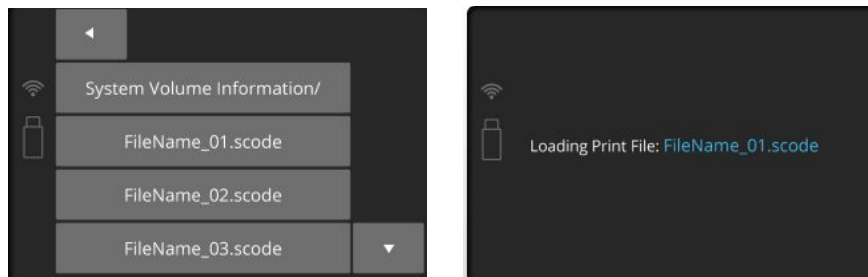 System Volume Information/
FileName_01.scode
FileName_02.scode
FileName_03.scode
Loading Print File: FileName_01.scode